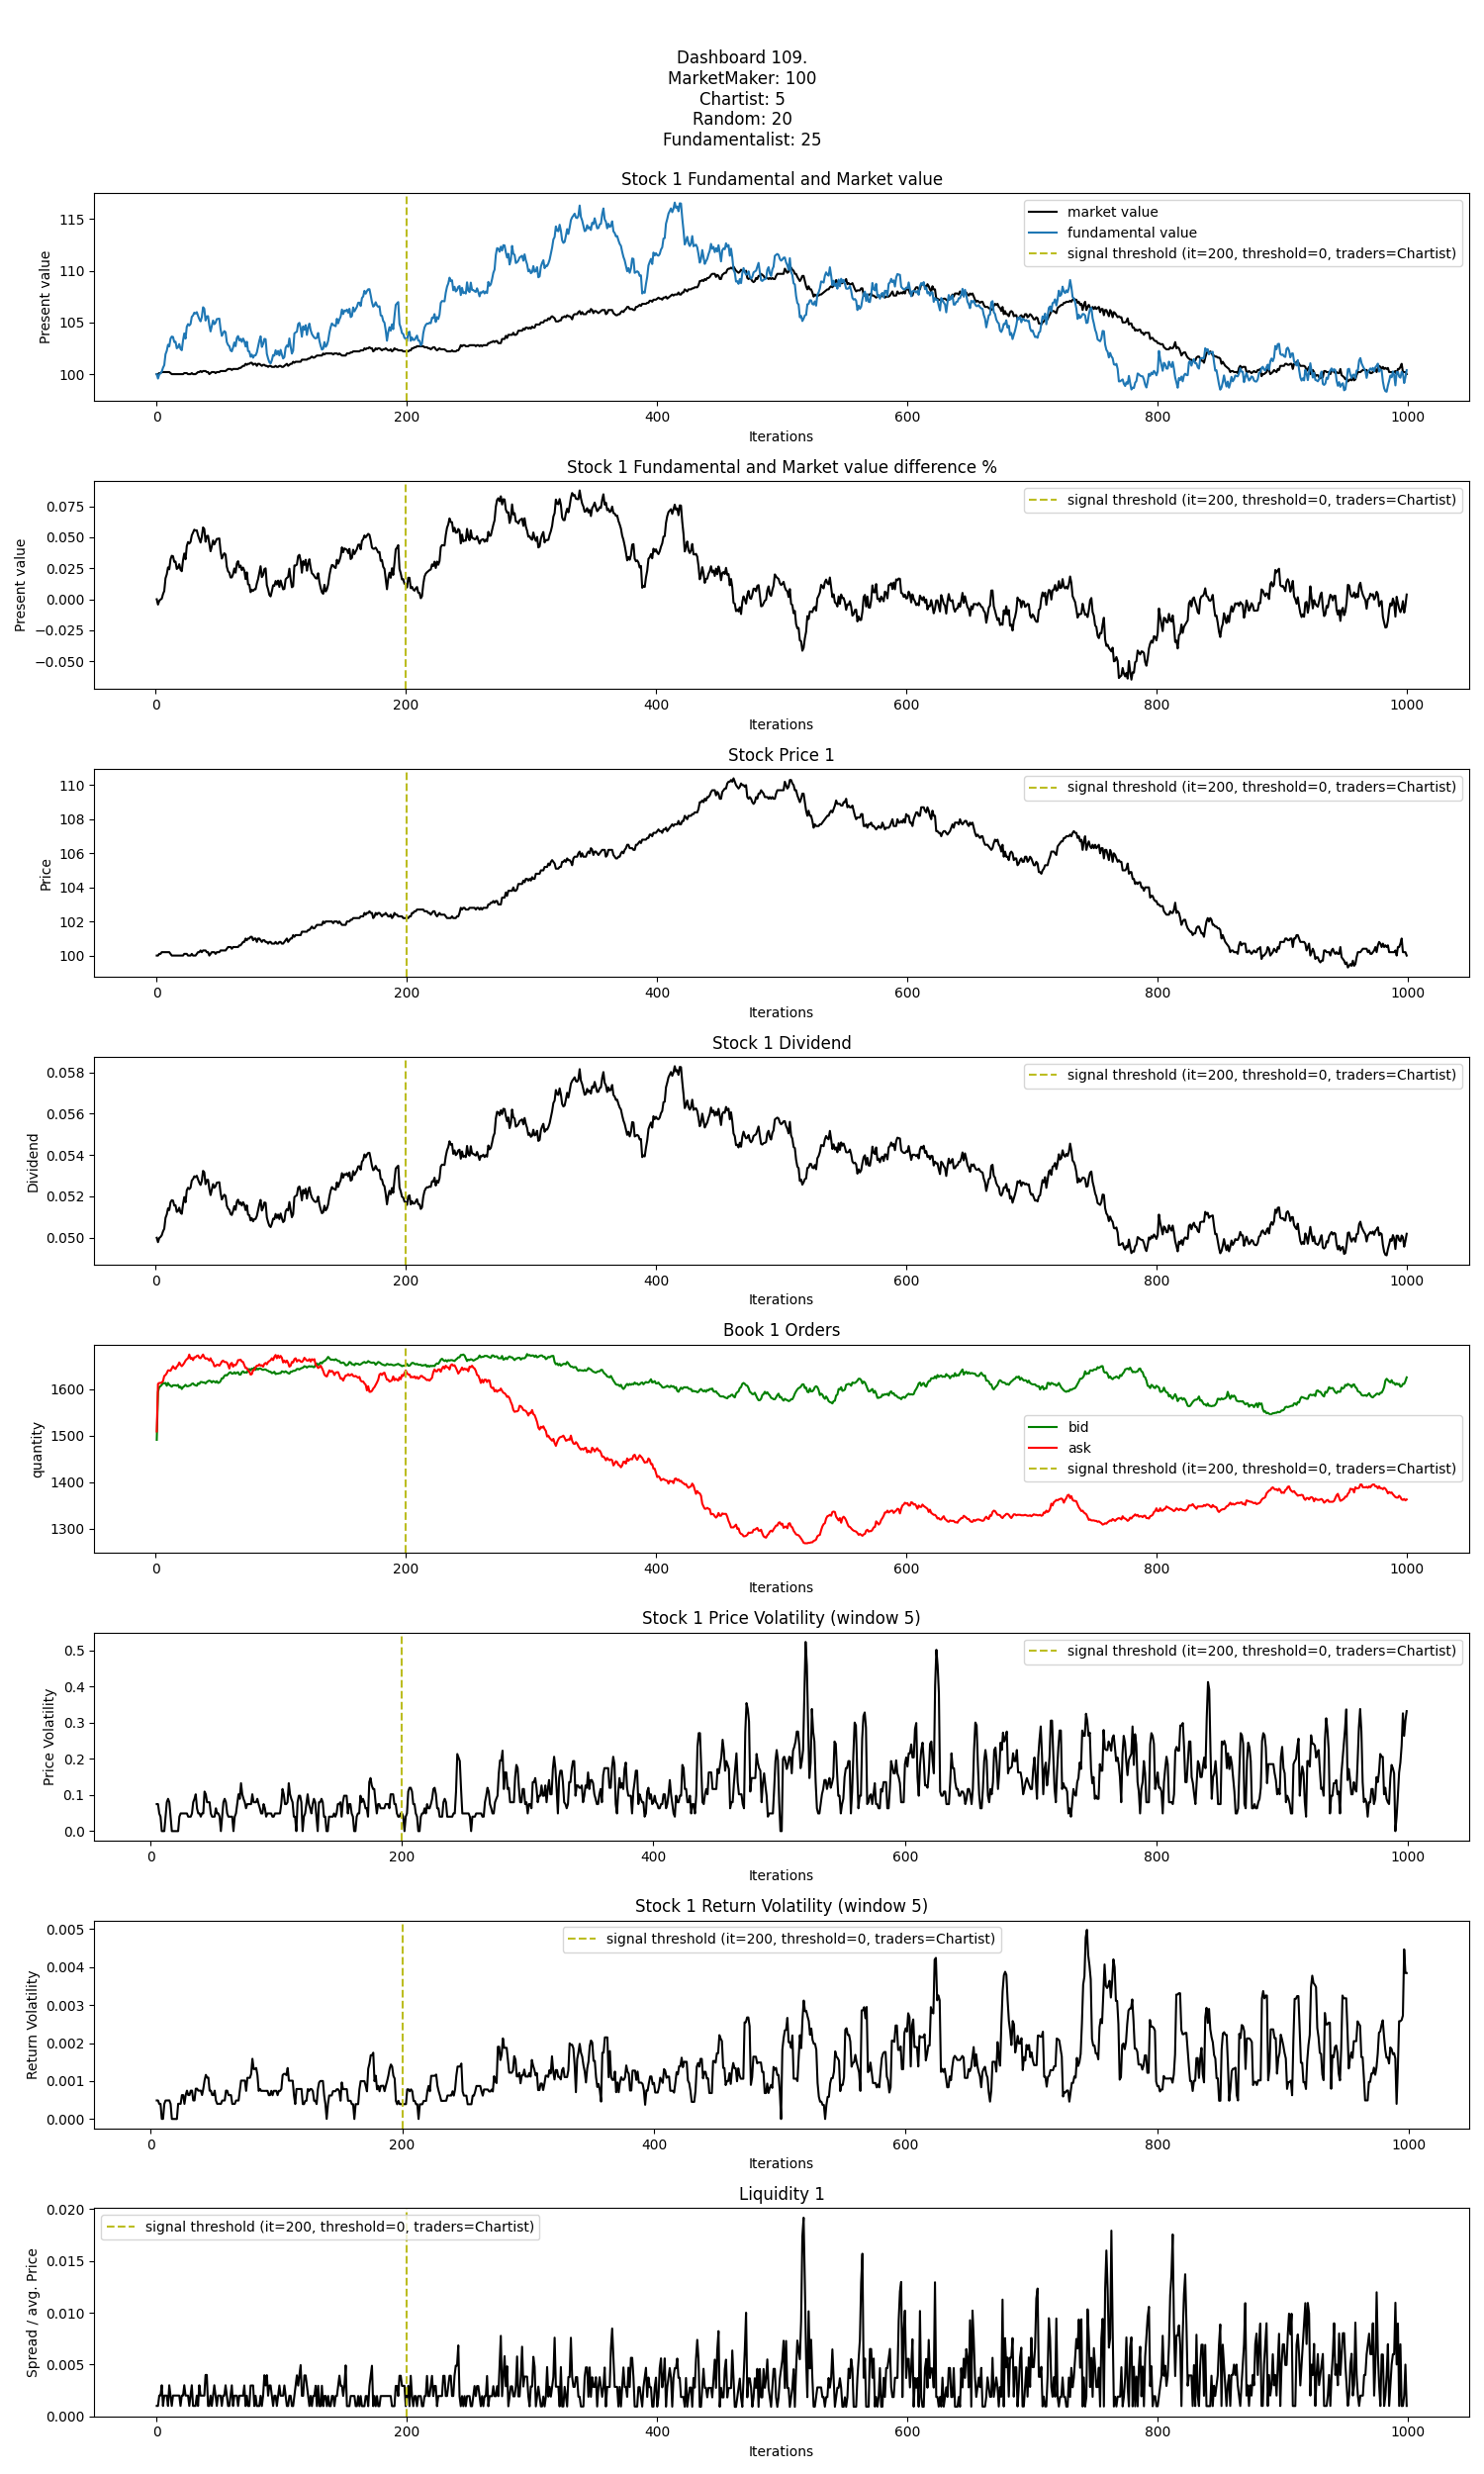 Dashboard 109.
MarketMaker: 100
Chartist: 5
Random: 20
Fundamentalist: 25
Stock 1 Fundamental and Market value
Present value
115
110
105
100
market value
fundamental value
signal threshold (it=200, threshold=0, traders=Chartist)
0 200 400 600 800 1000
Iterations
Stock 1 Fundamental and Market value difference %
Present value
0.075
0.050
0.025
0.000
−0.025
−0.050
signal threshold (it=200, threshold=0, traders=Chartist)
0 200 400 600 800 1000
Iterations
Stock Price 1
Price
110
108
106
104
102
100
signal threshold (it=200, threshold=0, traders=Chartist)
0 200 400 600 800 1000
Iterations
Stock 1 Dividend
Dividend
0.058
0.056
0.054
0.052
0.050
signal threshold (it=200, threshold=0, traders=Chartist)
0 200 400 600 800 1000
Iterations
Book 1 Orders
quantity
1600
1500
1400
1300
bid
ask
signal threshold (it=200, threshold=0, traders=Chartist)
0 200 400 600 800 1000
Iterations
Stock 1 Price Volatility (window 5)
Price Volatility
0.5
0.4
0.3
0.2
0.1
0.0
signal threshold (it=200, threshold=0, traders=Chartist)
0 200 400 600 800 1000
Iterations
Stock 1 Return Volatility (window 5)
Return Volatility
0.005
0.004
0.003
0.002
0.001
0.000
signal threshold (it=200, threshold=0, traders=Chartist)
0 200 400 600 800 1000
Iterations
Liquidity 1
Spread / avg. Price
0.020
0.015
0.010
0.005
0.000
signal threshold (it=200, threshold=0, traders=Chartist)
0 200 400 600 800 1000
Iterations